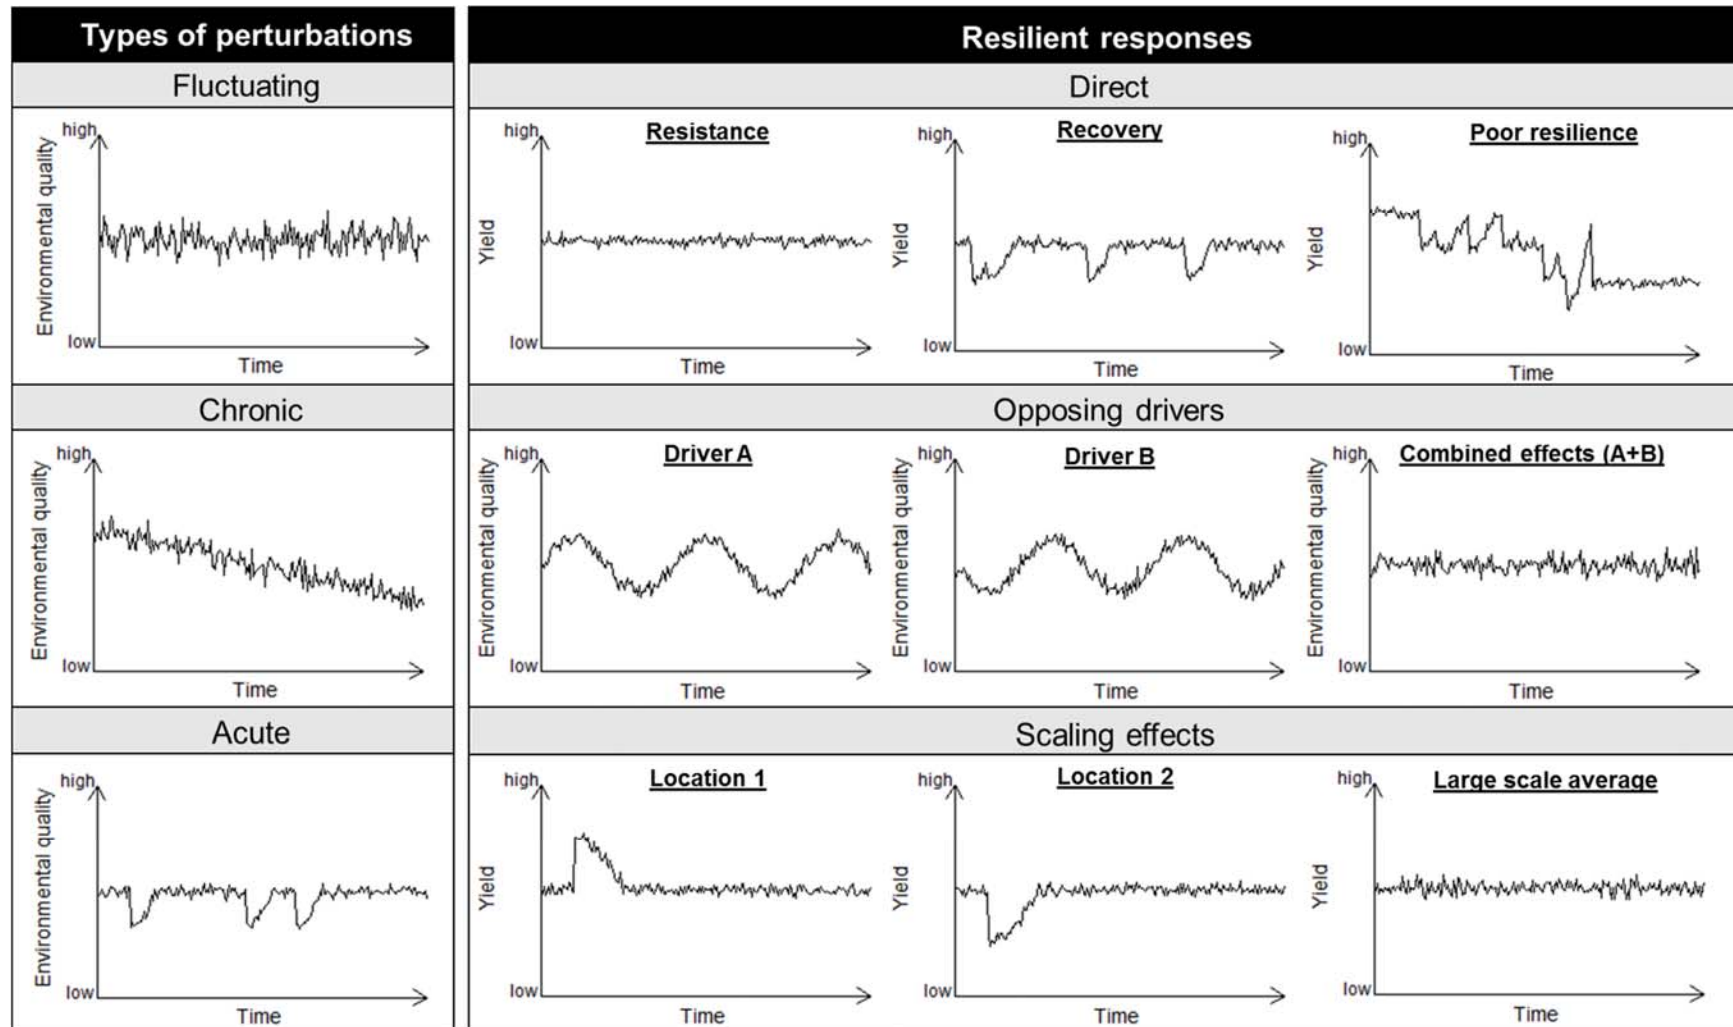 Types of perturbations
Fluctuating
high
Environmental quality
low
Time
Chronic
high
Environmental quality
low
Time
Acute
high
Environmental quality
low
Time
Resilient responses
Direct
Resistance
high
Yield
low
Time
Recovery
high
Yield
low
Time
Poor resilience
high
Yield
low
Time
Opposing drivers
Driver A
high
Environmental quality
low
Time
Driver B
high
Environmental quality
low
Time
Combined effects (A+B)
high
Environmental quality
low
Time
Scaling effects
Location 1
high
Yield
low
Time
Location 2
high
Yield
low
Time
Large scale average
high
Yield
low
Time